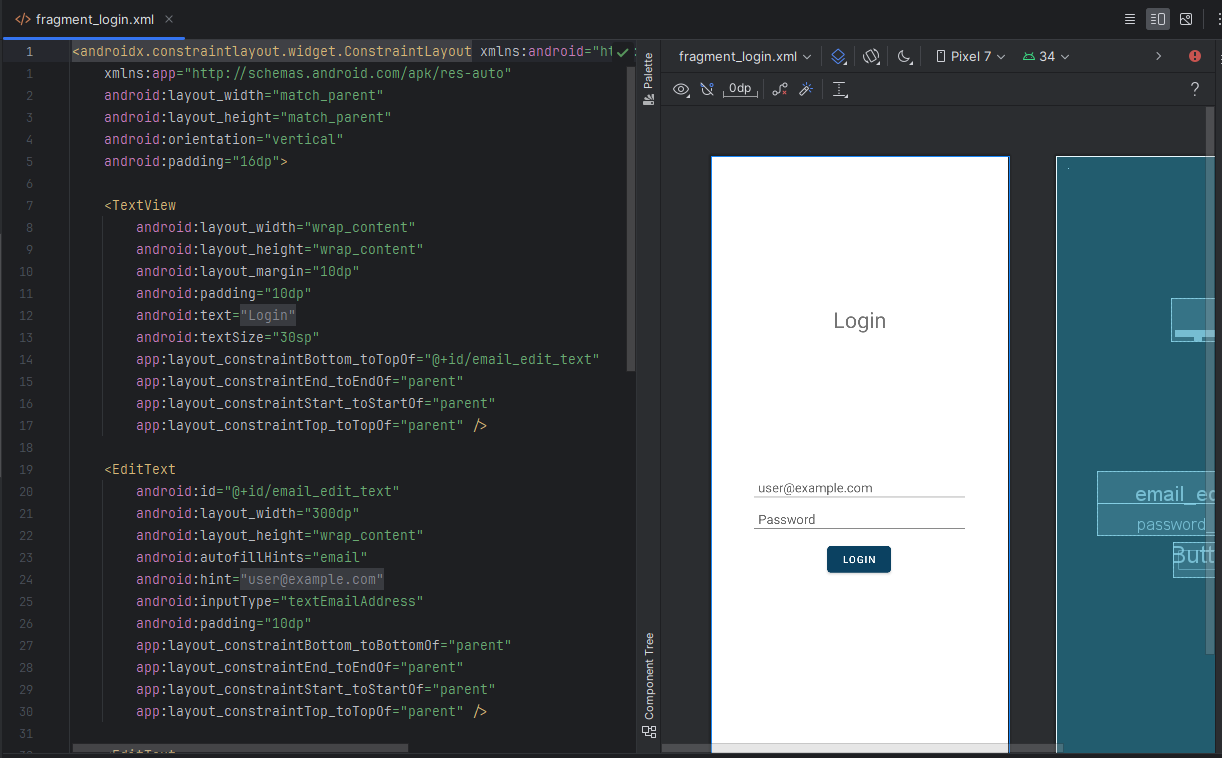 fragment_login.xml
1 <androidx.constraintlayout.widget.ConstraintLayout xmlns:android="ht
1 xmlns:app="http://schemas.android.com/apk/res-auto"
2 android:layout_width="match_parent"
3 android:layout_height="match_parent"
4 android:orientation="vertical"
5 android:padding="16dp">
6
7 <TextView
8 android:layout_width="wrap_content"
9 android:layout_height="wrap_content"
10 android:layout_margin="10dp"
11 android:padding="10dp"
12 android:text="Login"
13 android:textSize="30sp"
14 app:layout_constraintBottom_toTopOf="@+id/email_edit_text"
15 app:layout_constraintEnd_toEndOf="parent"
16 app:layout_constraintStart_toStartOf="parent"
17 app:layout_constraintTop_toTopOf="parent" />
18
19 <EditText
20 android:id="@+id/email_edit_text"
21 android:layout_width="300dp"
22 android:layout_height="wrap_content"
23 android:autofillHints="email"
24 android:hint="user@example.com"
25 android:inputType="textEmailAddress"
26 android:padding="10dp"
27 app:layout_constraintBottom_toBottomOf="parent"
28 app:layout_constraintEnd_toEndOf="parent"
29 app:layout_constraintStart_toStartOf="parent"
30 app:layout_constraintTop_toTopOf="parent" />
31
Palette
Component Tree
fragment_login.xml Pixel 7 34
0dp ?
Login
user@example.com
Password
LOGIN
email_ed
password_
Butt